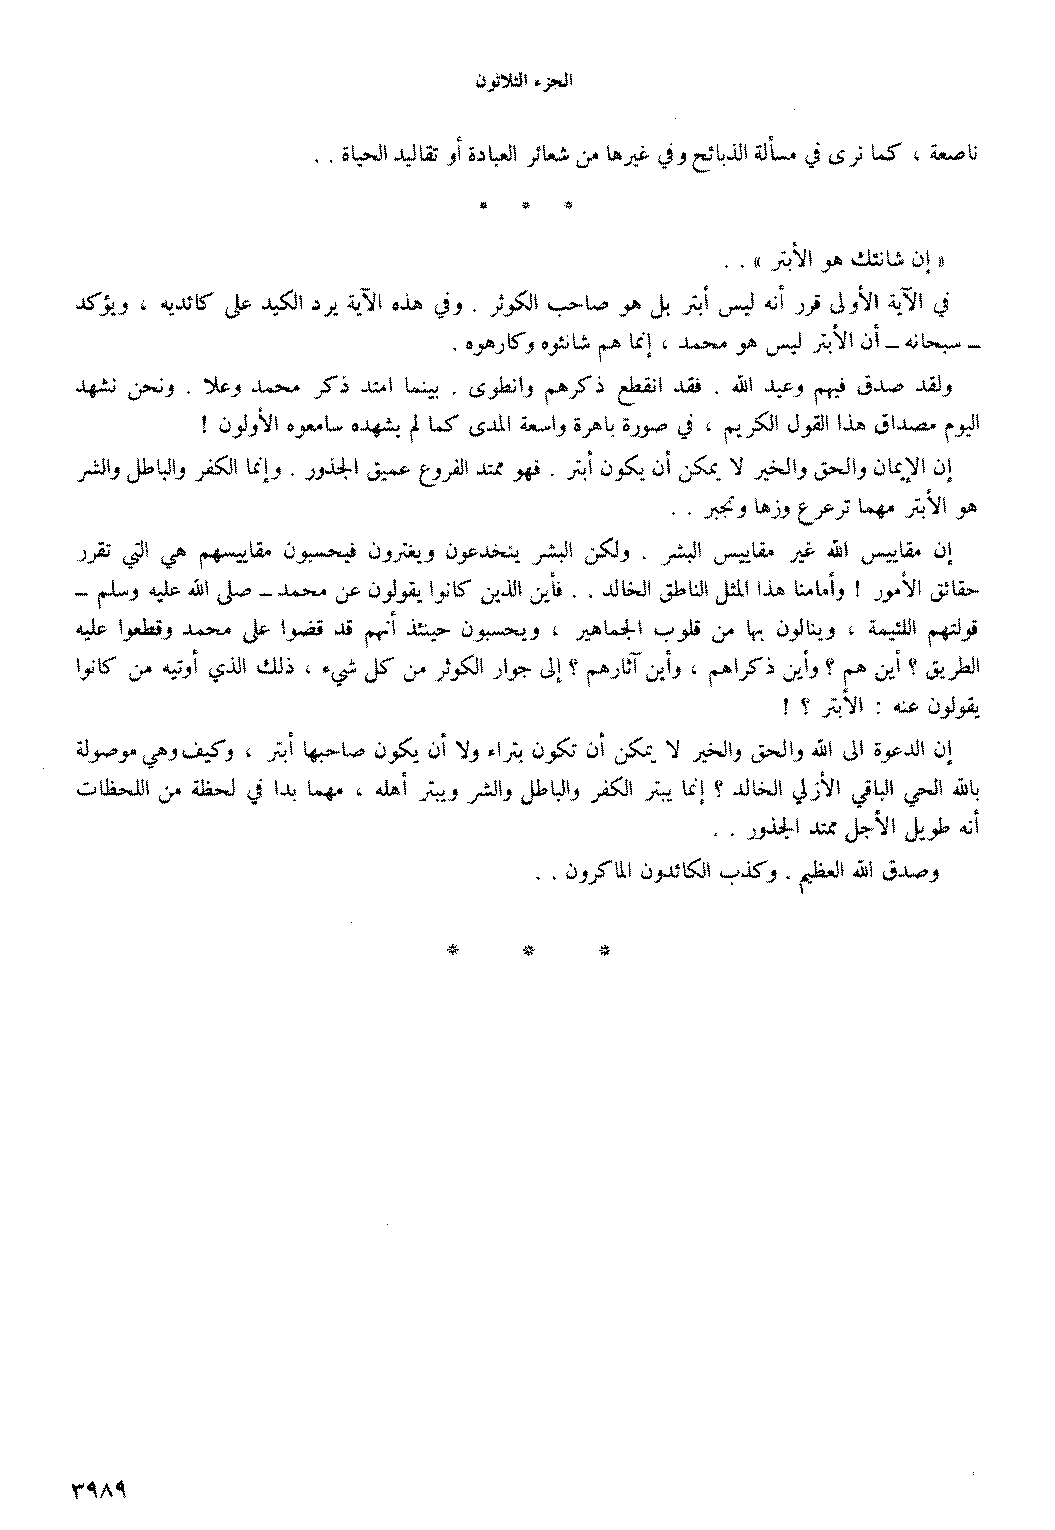 الجزء الثلاثون
ناصعة ، كما نرى في مسألة الذبائح وفي غيرها من شعائر العبادة أو تقاليد الحياة . .
* * *
« إن شانئك هو الأبتر » . .
في الآية الأولى قرر أنه ليس أبتر بل هو صاحب الكوثر . وفي هذه الآية يرد الكيد على كائديه ، ويؤكد
ــ سبحانه ــ أن الأبتر ليس هو محمد ، إنما هم شانئوه وكارهوه .
ولقد صدق فيهم وعيد الله . فقد انقطع ذكرهم وانطوى . بينما امتد ذكر محمد وعلا . ونحن نشهد
اليوم مصداق هذا القول الكريم ، في صورة باهرة واسعة المدى كما لم يشهده سامعوه الأولون !
إن الإيمان والحق والخير لا يمكن أن يكون أبتر . فهو ممتد الفروع عميق الجذور . وإنما الكفر والباطل والشر
هو الأبتر مهما ترعرع وزها وتجبر . .
إن مقاييس الله غير مقاييس البشر . ولكن البشر ينخدعون ويغترون فيحسبون مقاييسهم هي التي تقرر
حقائق الأمور ! وأمامنا هذا المثل الناطق الخالد . . فأين الذين كانوا يقولون عن محمد ــ صلى الله عليه وسلم ــ
قولتهم اللئيمة ، وينالون بها من قلوب الجماهير ، ويحسبون حينئذ أنهم قد قضوا على محمد وقطعوا عليه
الطريق ؟ أين هم ؟ وأين ذكراهم ، وأين آثارهم ؟ إلى جوار الكوثر من كل شيء ، ذلك الذي أوتيه من كانوا
يقولون عنه : الأبتر ؟ !
إن الدعوة الى الله والحق والخير لا يمكن أن تكون بتراء ولا أن يكون صاحبها أبتر ، وكيف وهي موصولة
بالله الحي الباقي الأزلي الخالد ؟ إنما يبتر الكفر والباطل والشر ويبتر أهله ، مهما بدا في لحظة من اللحظات
أنه طويل الأجل ممتد الجذور . .
وصدق الله العظيم . وكذب الكائدون الماكرون . .
* * *
٣٩٨٩